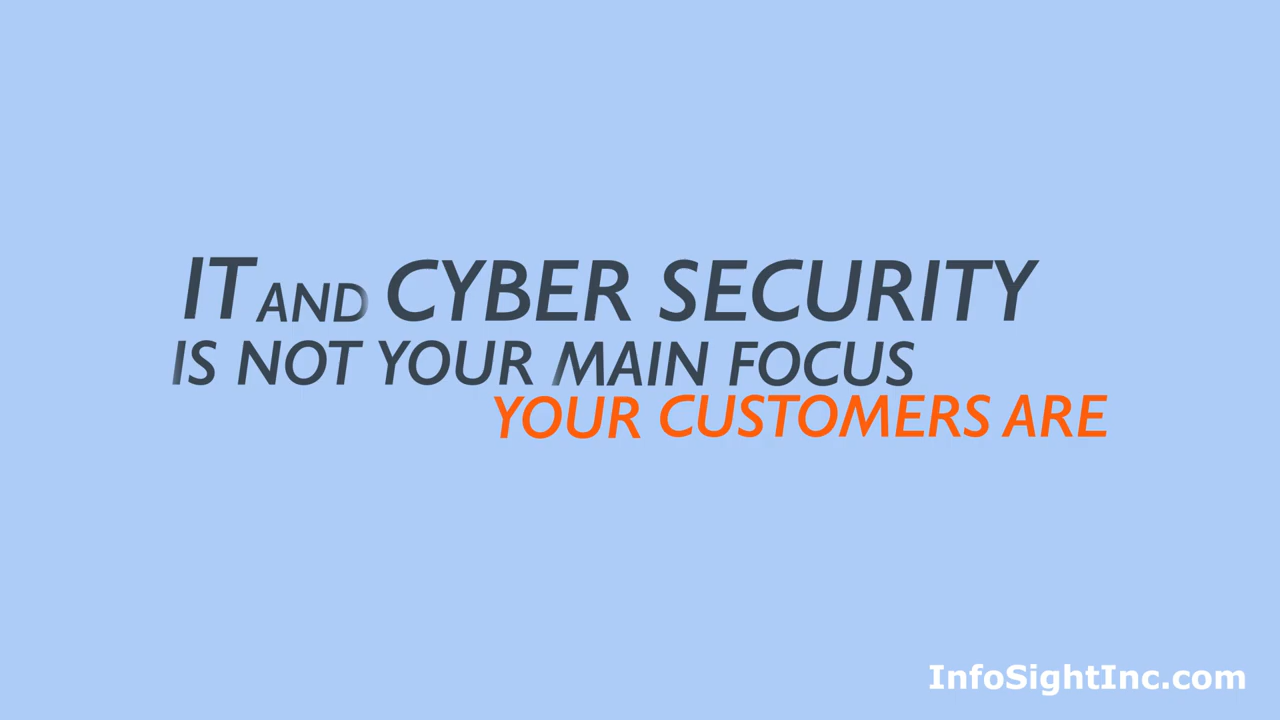 IT AND CYBER SECURITY
IS NOT YOUR MAIN FOCUS
YOUR CUSTOMERS ARE
InfoSightInc.com